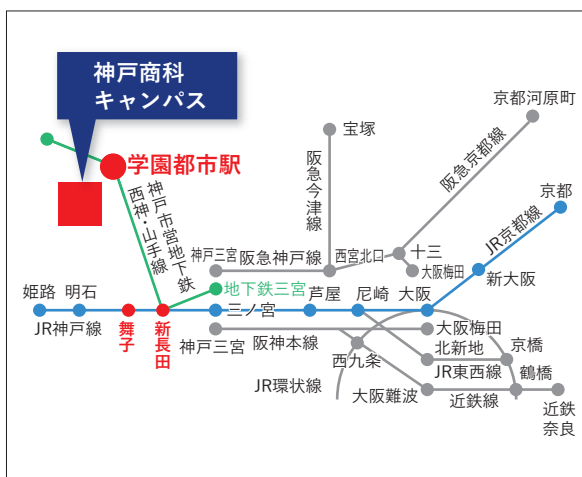 神戸商科
キャンパス
学園都市駅
宝塚
京都河原町
阪急今津線
阪急京都線
京都
JR京都線
神戸市営地下鉄
西神・山手線
神戸三宮
阪急神戸線
西宮北口
十三
大阪梅田
新大阪
地下鉄三宮
姫路
明石
芦屋
尼崎
大阪
JR神戸線
舞子
新長田
三ノ宮
神戸三宮
阪神本線
大阪梅田
西九条
北新地
京橋
JR東西線
鶴橋
JR環状線
大阪難波
近鉄線
近鉄
奈良